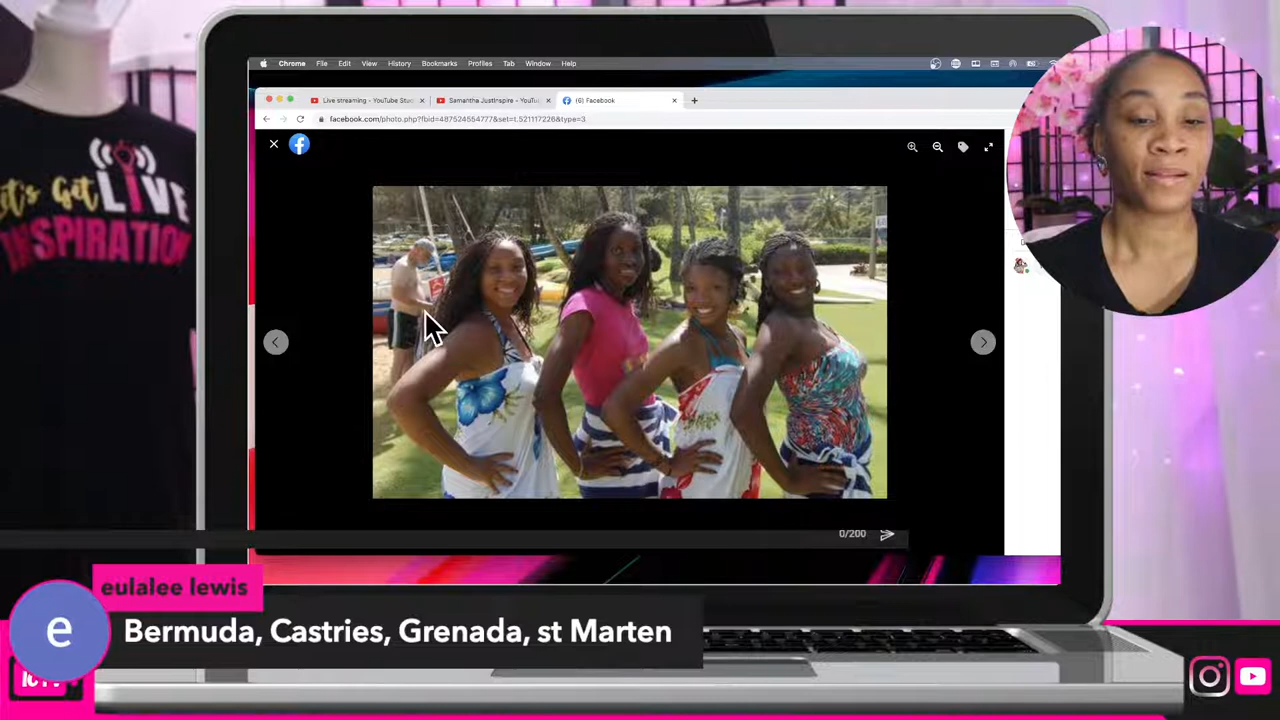 Chrome File Edit View History Bookmarks Profiles Tab Window Help
Live streaming - YouTube Stud
Samantha JustInspire - YouTu
(6) Facebook
facebook.com/photo.php?fbid=487524554777&set=t.521117226&type=3
Let's Get
LIVE
INSPIRATION
0/200
eulalee lewis
e
Bermuda, Castries, Grenada, st Marten